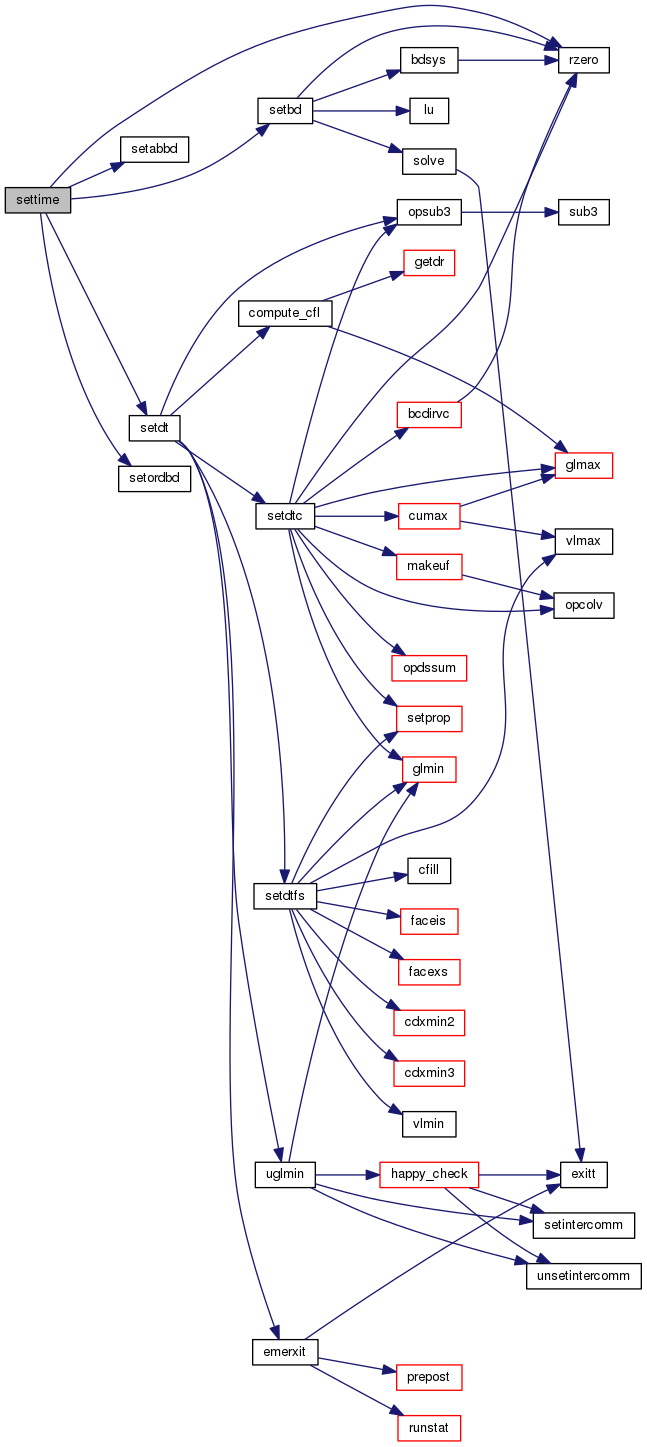 bdsys
rzero
setbd
lu
setabbd
solve
settime
opsub3
sub3
getdr
compute_cfl
bcdirvc
setdt
glmax
setordbd
setdtc
cumax
vlmax
makeuf
opcolv
opdssum
setprop
glmin
cfill
setdtfs
faceis
facexs
cdxmin2
cdxmin3
vlmin
uglmin
happy_check
exitt
setintercomm
unsetintercomm
emerxit
prepost
runstat